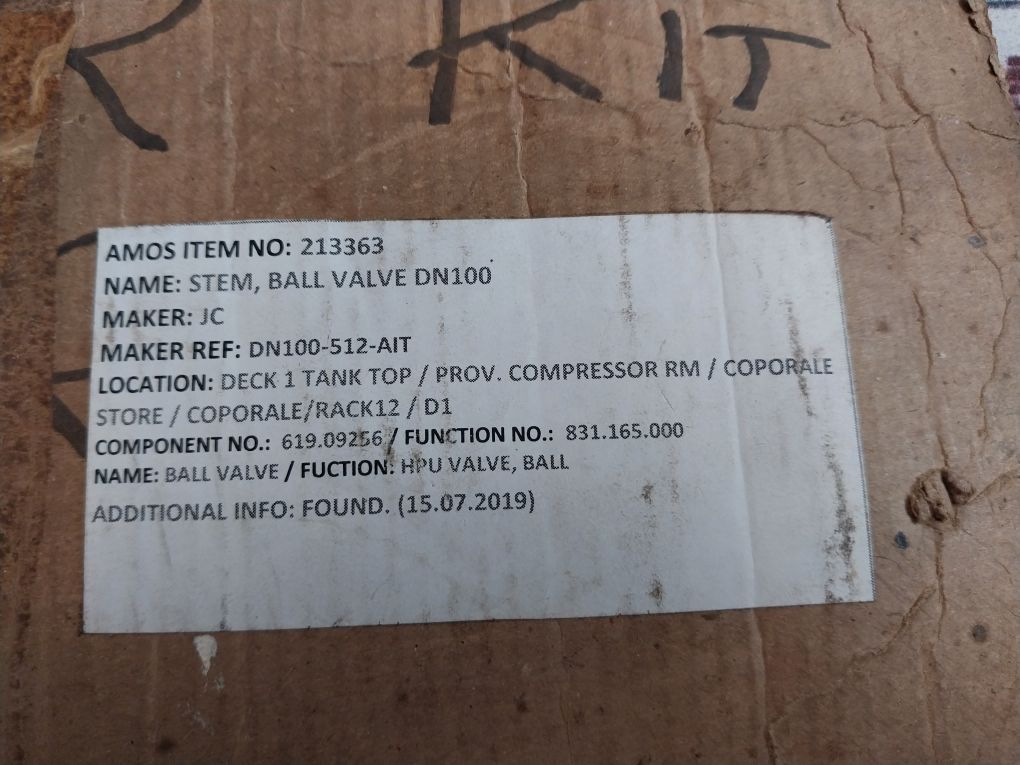 R KIT
AMOS ITEM NO: 213363
NAME: STEM, BALL VALVE DN100
MAKER: JC
MAKER REF: DN100-512-AIT
LOCATION: DECK 1 TANK TOP / PROV. COMPRESSOR RM / COPORALE
STORE / COPORALE/RACK12 / D1
COMPONENT NO.: 619.09256 / FUNCTION NO.: 831.165.000
NAME: BALL VALVE / FUCTION: HPU VALVE, BALL
ADDITIONAL INFO: FOUND. (15.07.2019)